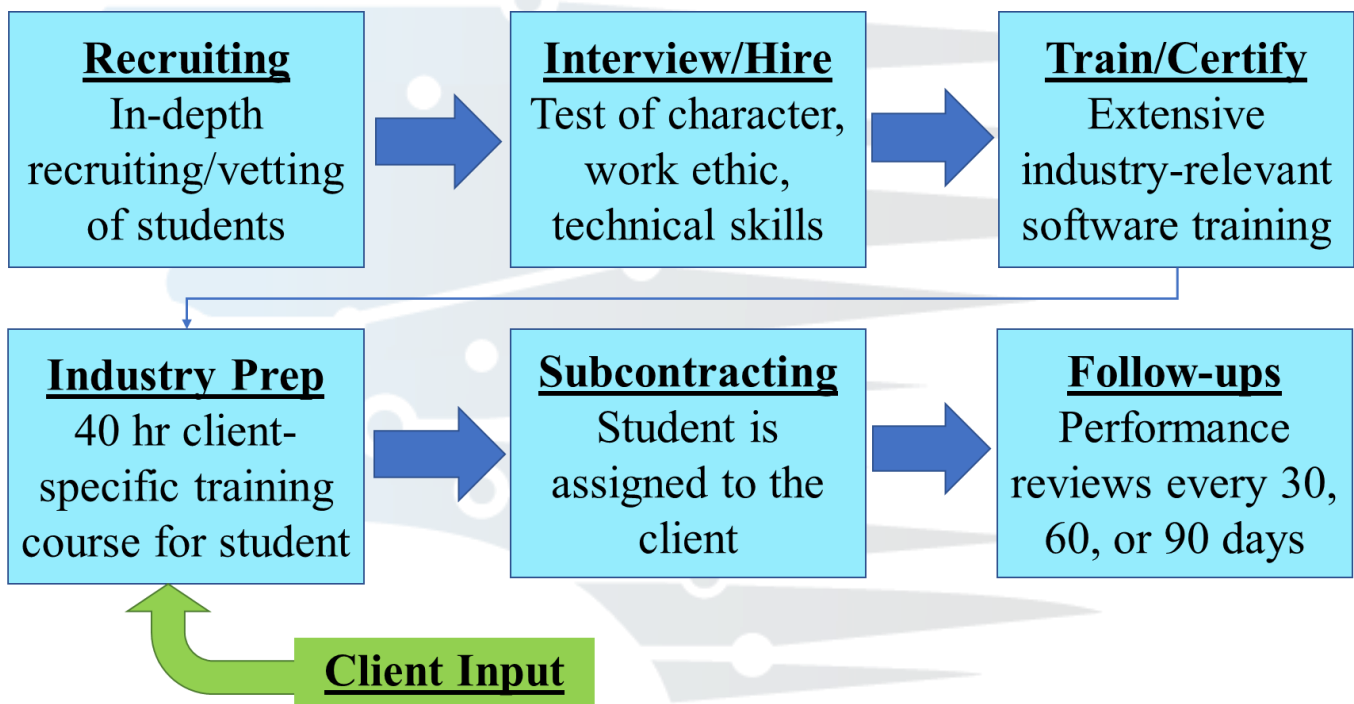 Recruiting
In-depth
recruiting/vetting
of students
Interview/Hire
Test of character,
work ethic,
technical skills
Train/Certify
Extensive
industry-relevant
software training
Industry Prep
40 hr client-
specific training
course for student
Subcontracting
Student is
assigned to the
client
Follow-ups
Performance
reviews every 30,
60, or 90 days
Client Input